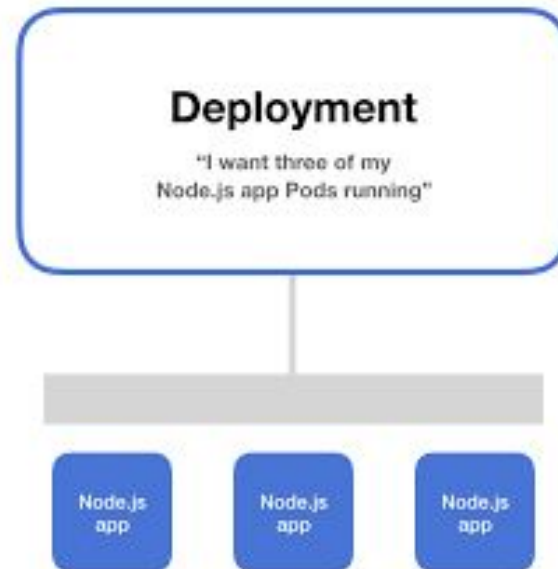 Deployment
“I want three of my
Node.js app Pods running”
Node.js
app
Node.js
app
Node.js
app